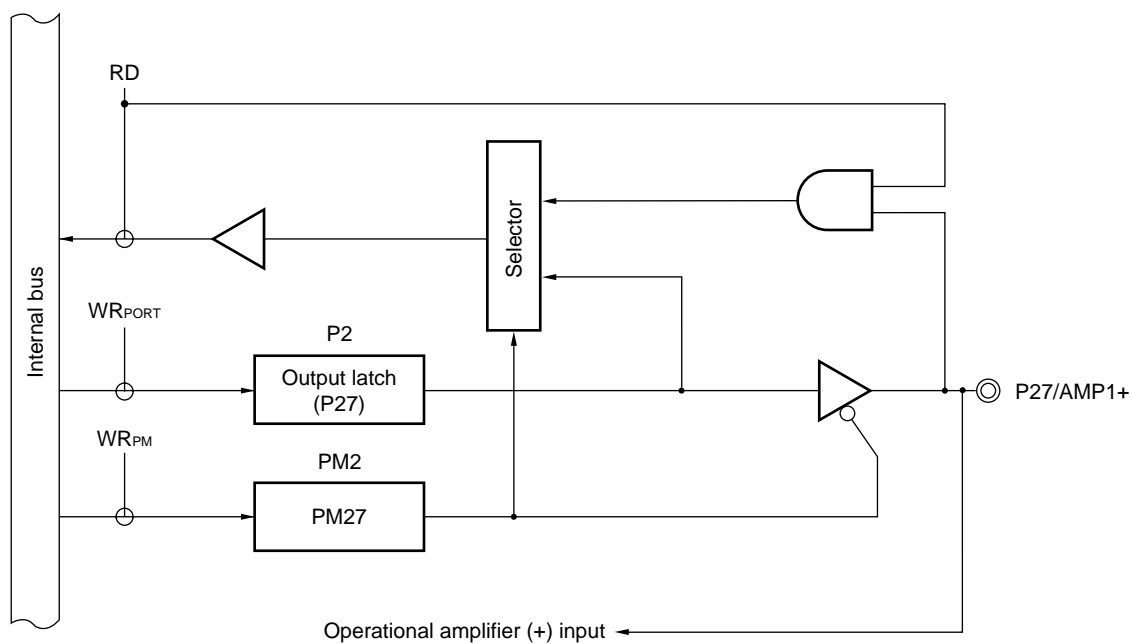 RD
Internal bus
Selector
WRPORT
P2
Output latch
(P27)
P27/AMP1+
WRPM
PM2
PM27
Operational amplifier (+) input